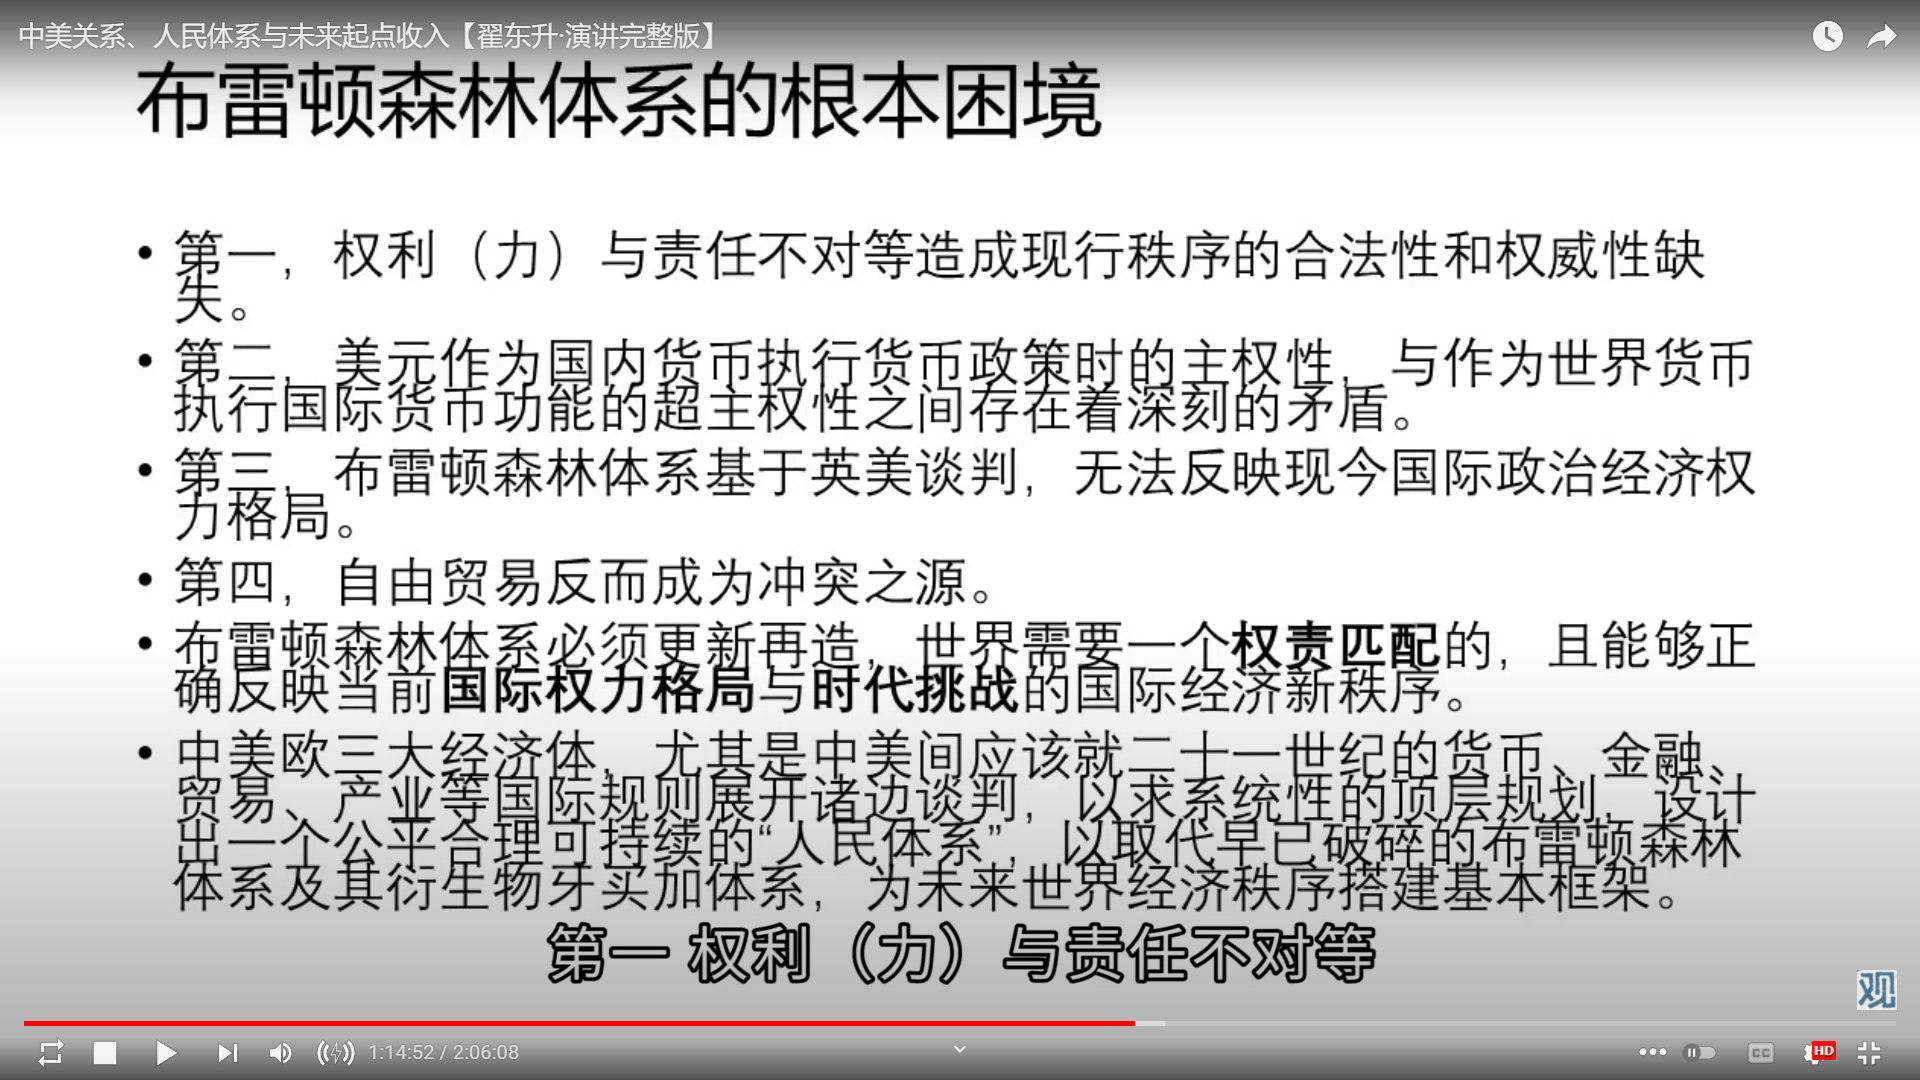 中美关系、人民体系与未来起点收入【翟东升·演讲完整版】
布雷顿森林体系的根本困境
• 第一，权利（力）与责任不对等造成现行秩序的合法性和权威性缺
失。
• 第二，美元作为国内货币执行货币政策时的主权性，与作为世界货币
执行国际货币功能的超主权性之间存在着深刻的矛盾。
• 第三，布雷顿森林体系基于英美谈判，无法反映现今国际政治经济权
力格局。
• 第四，自由贸易反而成为冲突之源。
• 布雷顿森林体系必须更新再造，世界需要一个权责匹配的，且能够正
确反映当前国际权力格局与时代挑战的国际经济新秩序。
• 中美欧三大经济体，尤其是中美间应该就二十一世纪的货币、金融、
贸易、产业等国际规则展开诸边谈判，以求系统性的顶层规划，设计
出一个公平合理可持续的“人民体系”，以取代早已破碎的布雷顿森林
体系及其衍生物牙买加体系，为未来世界经济秩序搭建基本框架。
第一 权利（力）与责任不对等
观
1:14:52 / 2:06:08
CC
HD